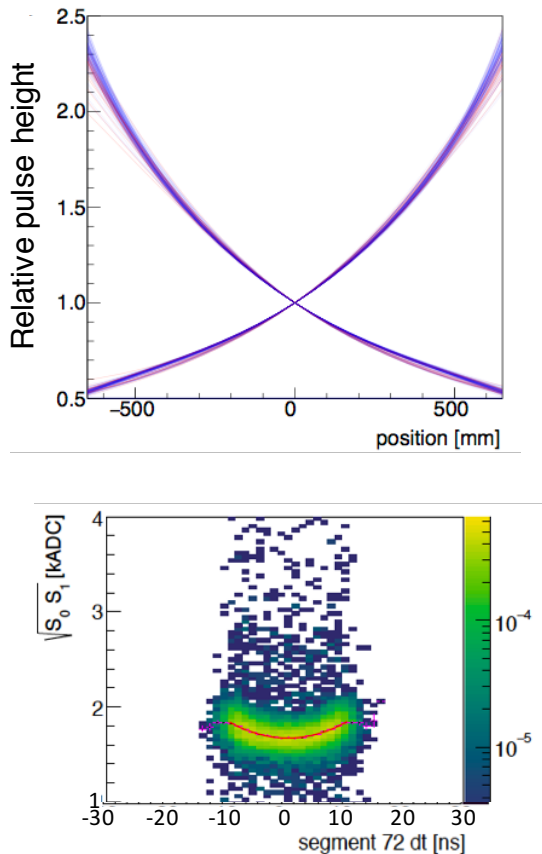 Relative pulse height
2.5
2.0
1.5
1.0
0.5
−500 0 500
position [mm]
√S₀ S₁ [kADC]
4
3
2
1
10⁻⁴
10⁻⁵
-30 -20 -10 0 10 20 30
segment 72 dt [ns]